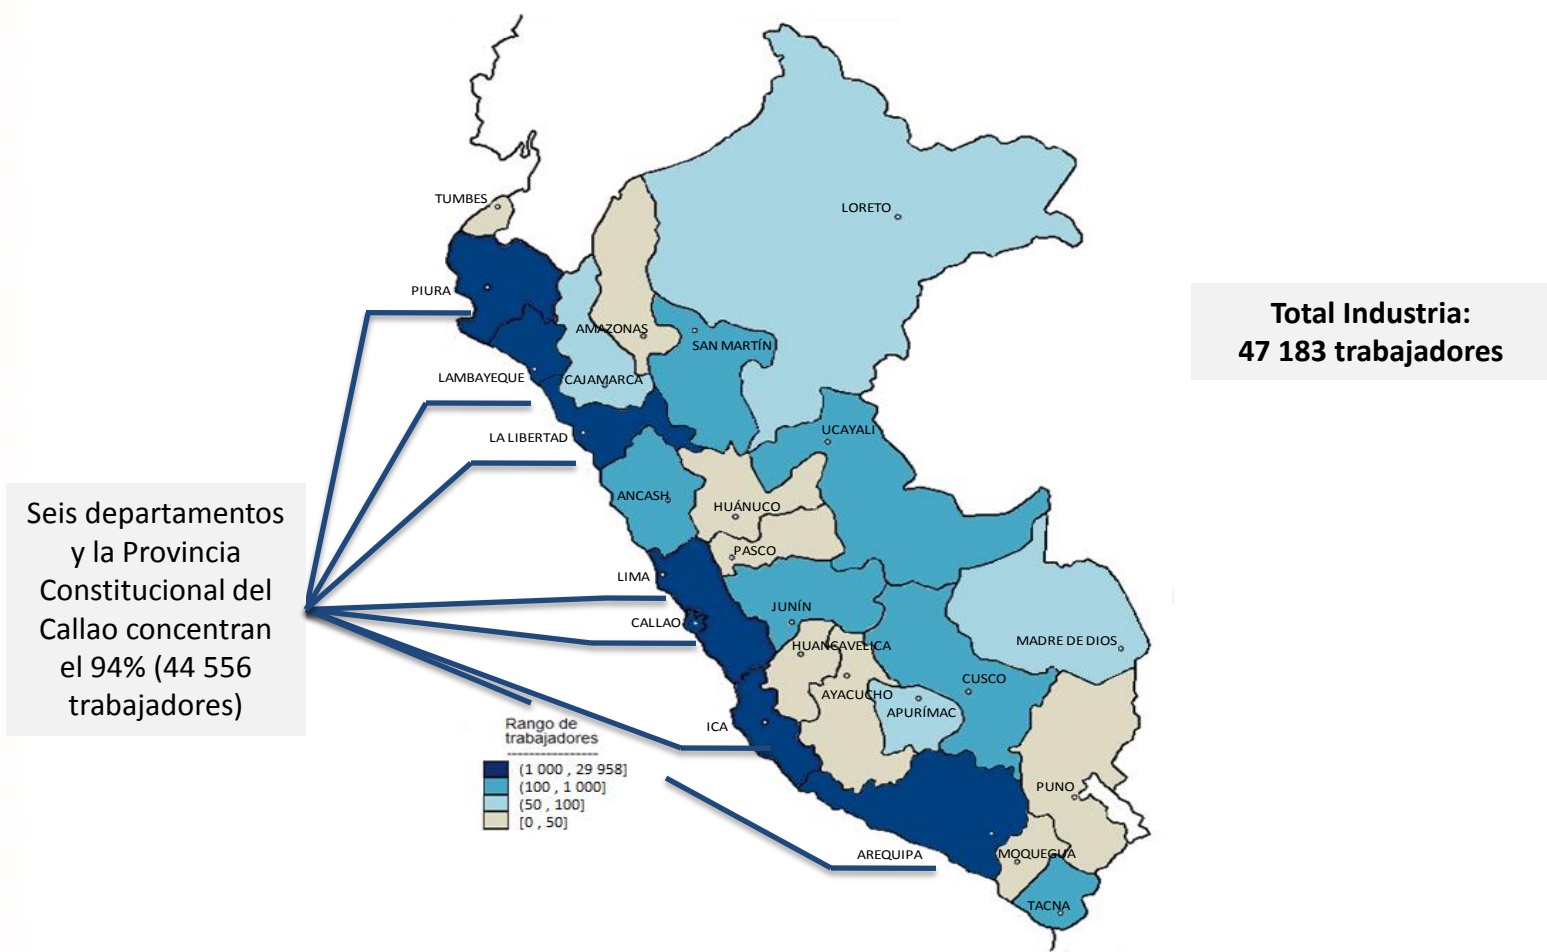 TUMBES
LORETO
PIURA
AMAZONAS
SAN MARTÍN
LAMBAYEQUE
CAJAMARCA
LA LIBERTAD
UCAYALI
ANCASH
HUÁNUCO
PASCO
LIMA
JUNÍN
CALLAO
HUANCAVELICA
MADRE DE DIOS
CUSCO
AYACUCHO
APURÍMAC
ICA
PUNO
AREQUIPA
MOQUEGUA
TACNA
Total Industria:
47 183 trabajadores
Seis departamentos
y la Provincia
Constitucional del
Callao concentran
el 94% (44 556
trabajadores)
Rango de
trabajadores
-----------------
(1 000 , 29 958]
(100 , 1 000]
(50 , 100]
[0 , 50]